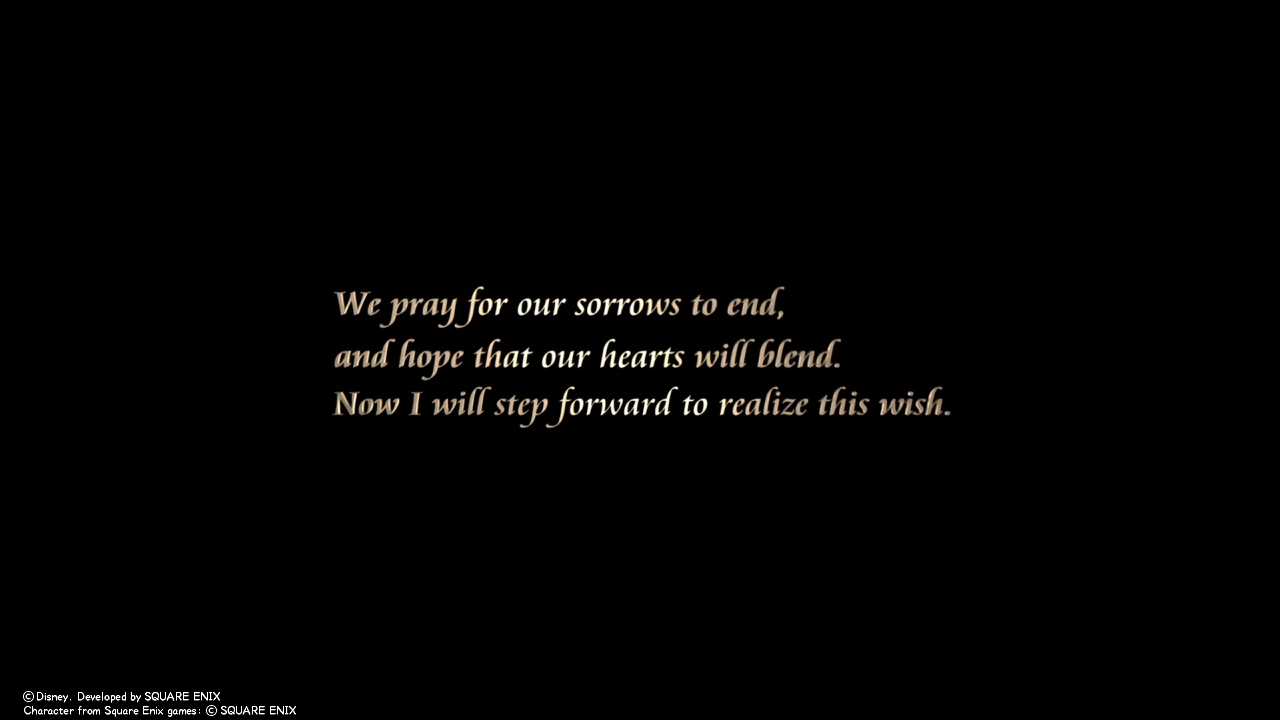 We pray for our sorrows to end,
and hope that our hearts will blend.
Now I will step forward to realize this wish.
©Disney. Developed by SQUARE ENIX
Character from Square Enix games: © SQUARE ENIX